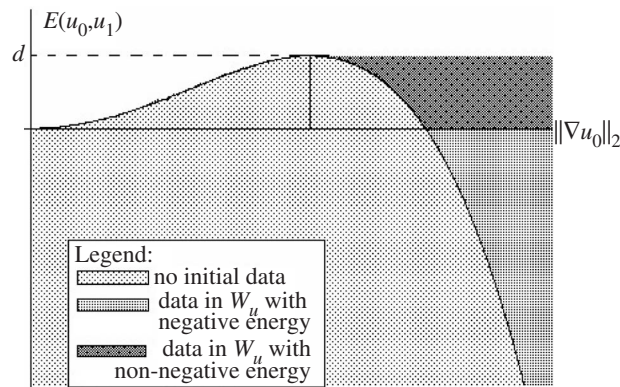 E(u₀,u₁)
d
||∇u₀||₂
Legend:
no initial data
data in Wᵤ with
negative energy
data in Wᵤ with
non-negative energy